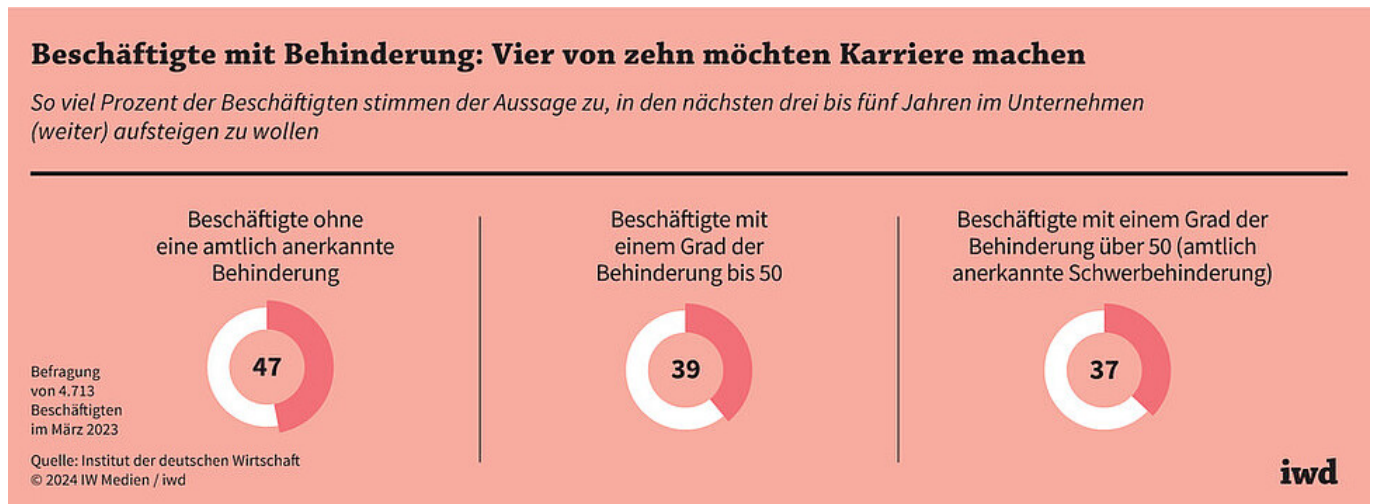 Beschäftigte mit Behinderung: Vier von zehn möchten Karriere machen
So viel Prozent der Beschäftigten stimmen der Aussage zu, in den nächsten drei bis fünf Jahren im Unternehmen
(weiter) aufsteigen zu wollen
Beschäftigte ohne
eine amtlich anerkannte
Behinderung
47
Beschäftigte mit
einem Grad der
Behinderung bis 50
39
Beschäftigte mit einem Grad der
Behinderung über 50 (amtlich
anerkannte Schwerbehinderung)
37
Befragung
von 4.713
Beschäftigten
im März 2023
Quelle: Institut der deutschen Wirtschaft
© 2024 IW Medien / iwd
iwd